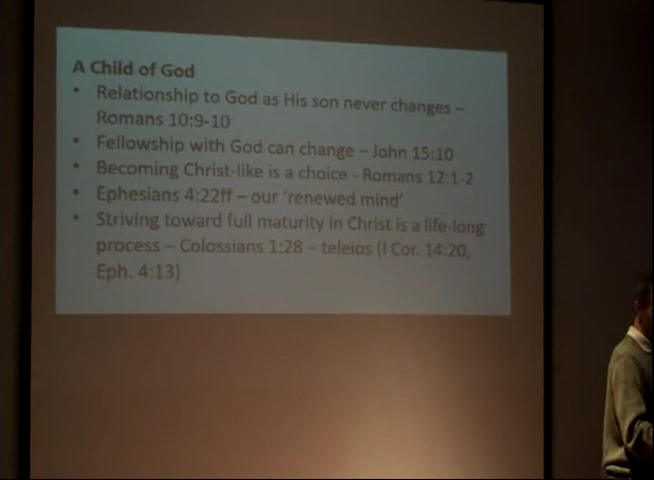 A Child of God
• Relationship to God as His son never changes –
Romans 10:9-10
• Fellowship with God can change – John 15:10
• Becoming Christ-like is a choice - Romans 12:1-2
• Ephesians 4:22ff – our ‘renewed mind’
• Striving toward full maturity in Christ is a life-long
process – Colossians 1:28 – teleios (I Cor. 14:20,
Eph. 4:13)